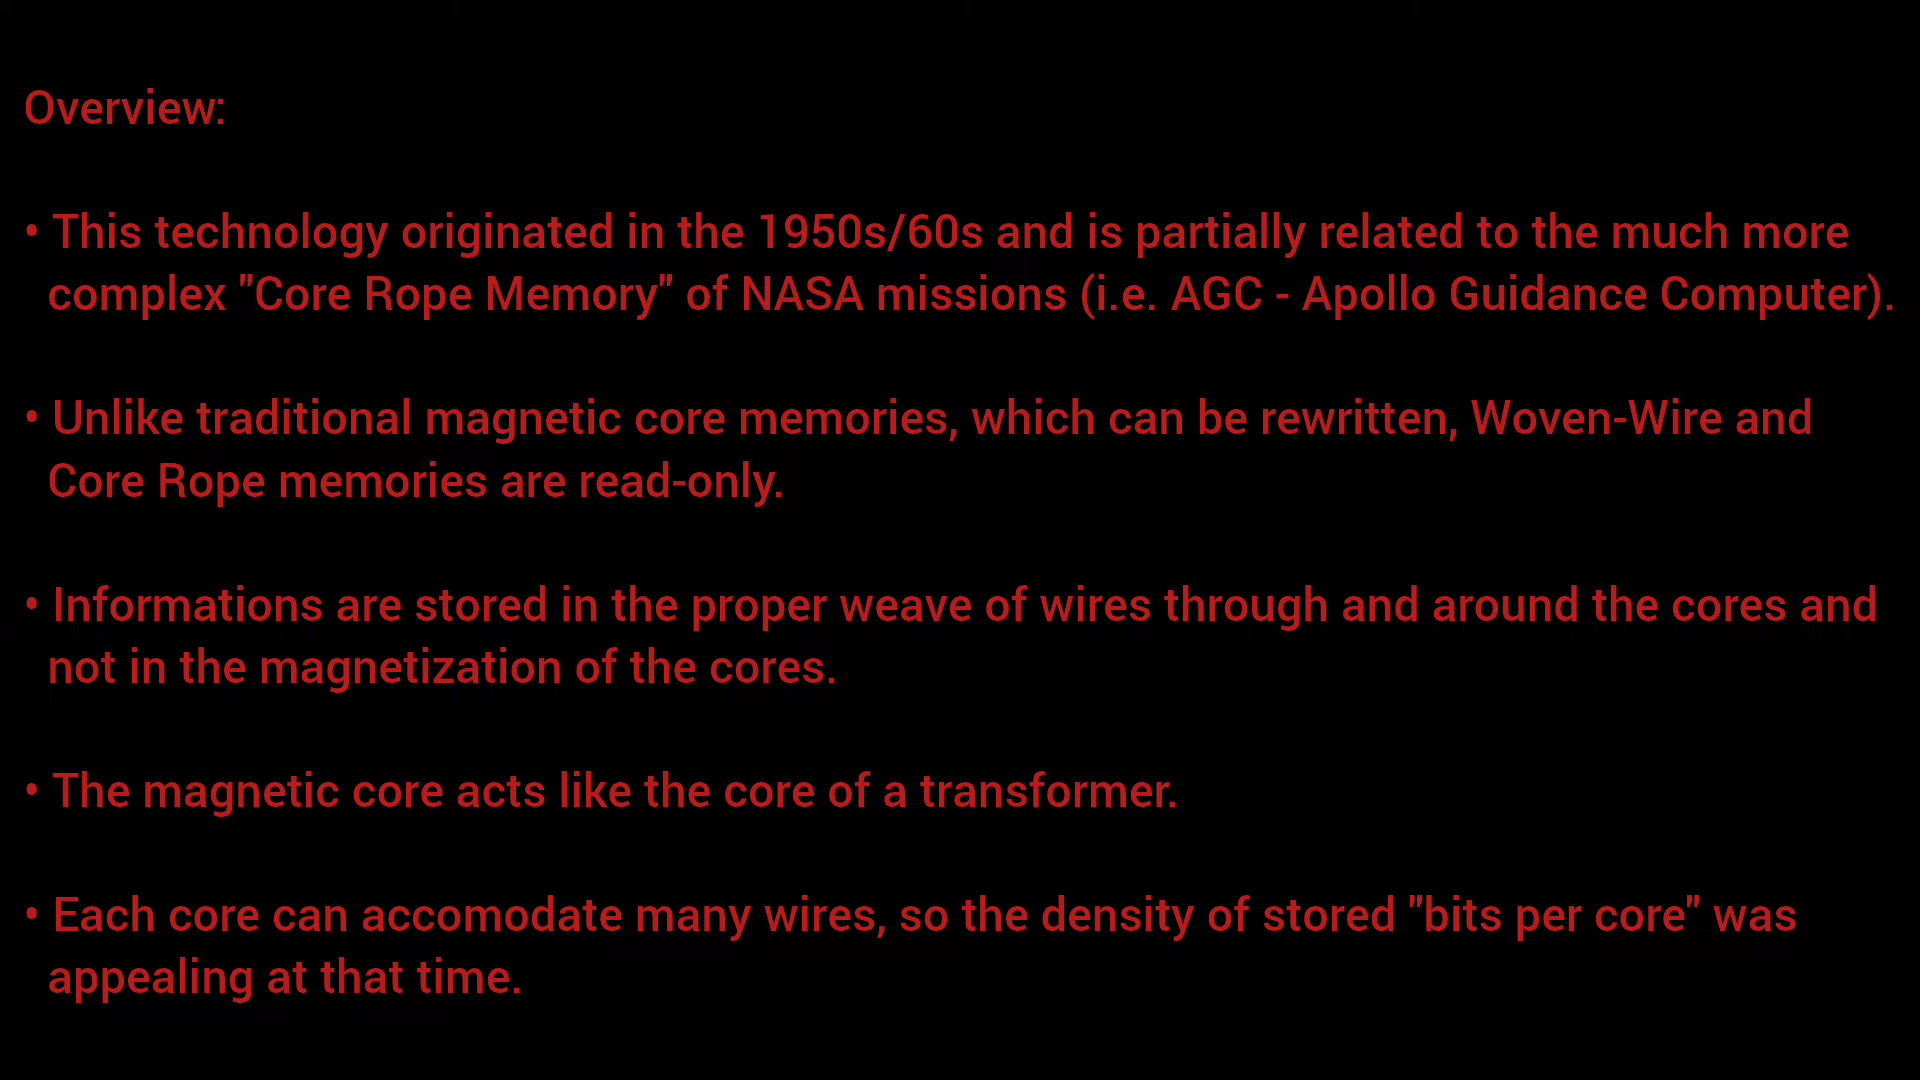 Overview:
• This technology originated in the 1950s/60s and is partially related to the much more
complex "Core Rope Memory" of NASA missions (i.e. AGC - Apollo Guidance Computer).
• Unlike traditional magnetic core memories, which can be rewritten, Woven-Wire and
Core Rope memories are read-only.
• Informations are stored in the proper weave of wires through and around the cores and
not in the magnetization of the cores.
• The magnetic core acts like the core of a transformer.
• Each core can accomodate many wires, so the density of stored "bits per core" was
appealing at that time.